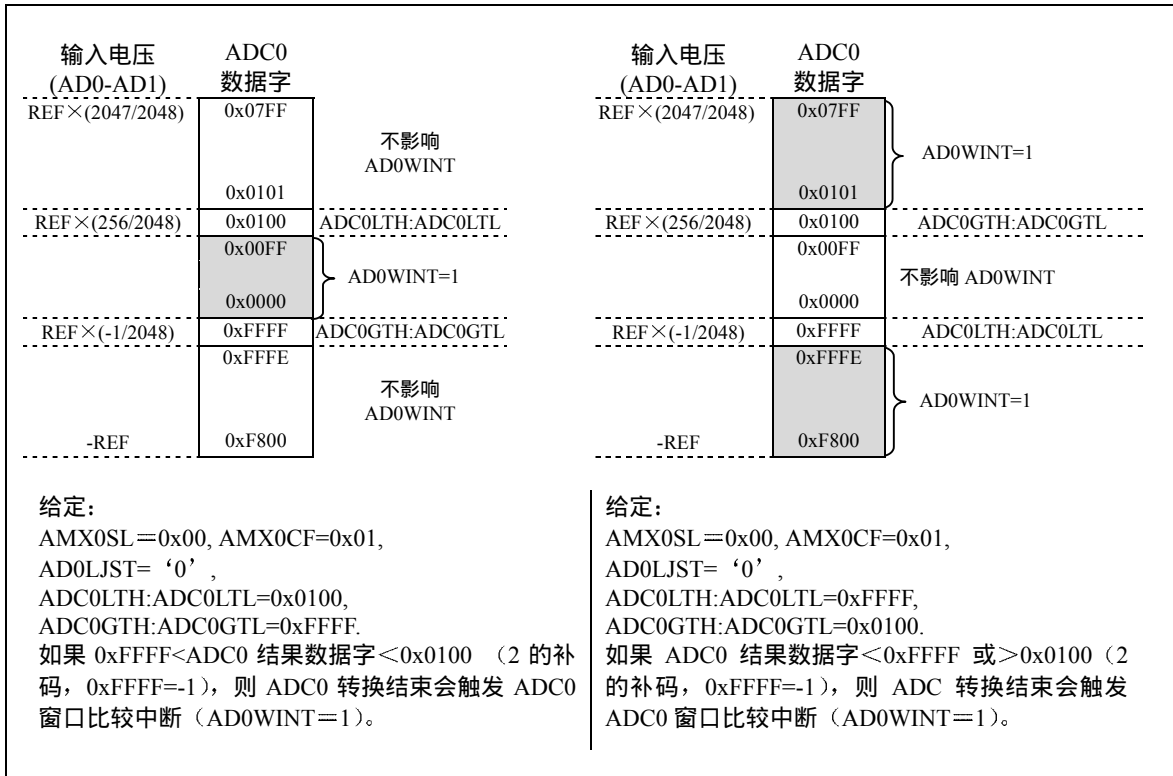 输入电压 ADC0
(AD0-AD1) 数据字
REF×(2047/2048) 0x07FF
不影响
AD0WINT
0x0101
REF×(256/2048) 0x0100 ADC0LTH:ADC0LTL
0x00FF
AD0WINT=1
0x0000
REF×(-1/2048) 0xFFFF ADC0GTH:ADC0GTL
0xFFFE
不影响
AD0WINT
-REF 0xF800
给定：
AMX0SL＝0x00, AMX0CF=0x01,
AD0LJST= ‘0’,
ADC0LTH:ADC0LTL=0x0100,
ADC0GTH:ADC0GTL=0xFFFF.
如果 0xFFFF<ADC0 结果数据字＜0x0100 （2 的补
码，0xFFFF=-1），则 ADC0 转换结束会触发 ADC0
窗口比较中断（AD0WINT＝1）。
输入电压 ADC0
(AD0-AD1) 数据字
REF×(2047/2048) 0x07FF
AD0WINT=1
0x0101
REF×(256/2048) 0x0100 ADC0GTH:ADC0GTL
0x00FF
不影响 AD0WINT
0x0000
REF×(-1/2048) 0xFFFF ADC0LTH:ADC0LTL
0xFFFE
AD0WINT=1
-REF 0xF800
给定：
AMX0SL＝0x00, AMX0CF=0x01,
AD0LJST= ‘0’,
ADC0LTH:ADC0LTL=0xFFFF,
ADC0GTH:ADC0GTL=0x0100.
如果 ADC0 结果数据字＜0xFFFF 或＞0x0100（2
的补码，0xFFFF=-1），则 ADC 转换结束会触发
ADC0 窗口比较中断（AD0WINT＝1）。